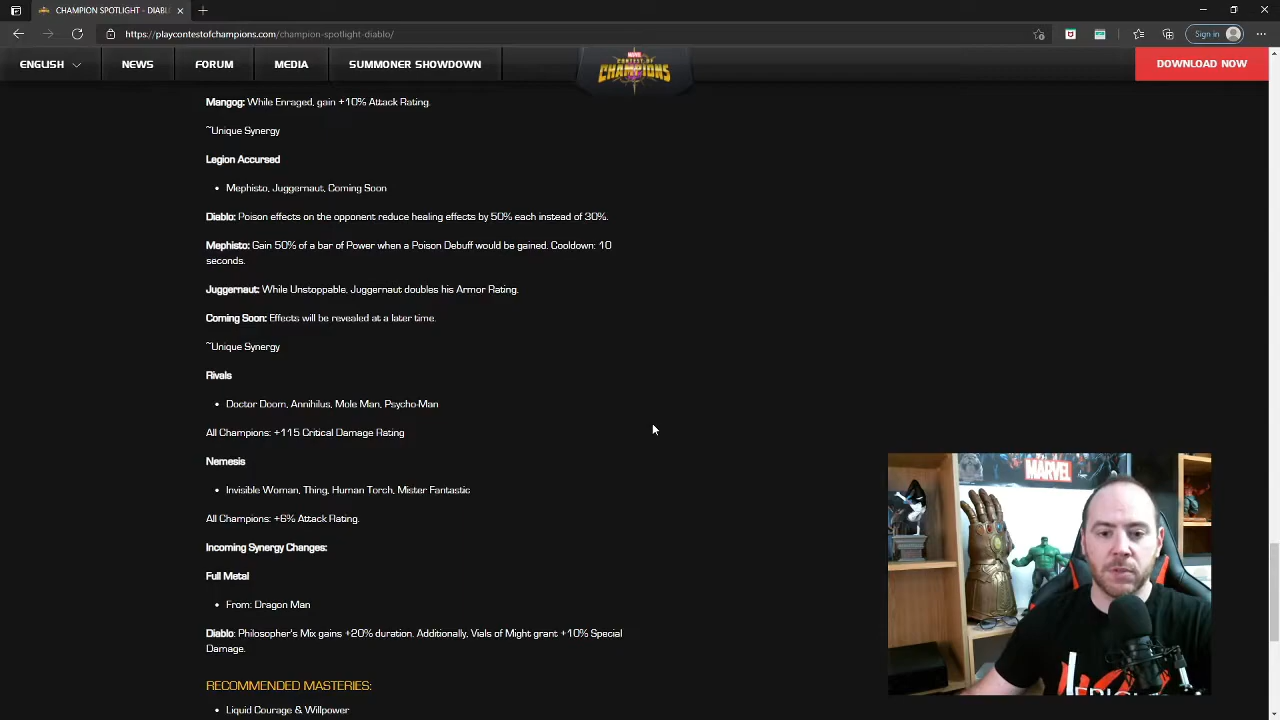 CHAMPION SPOTLIGHT - DIABL
https://playcontestofchampions.com/champion-spotlight-diablo/
Sign in
ENGLISH
NEWS
FORUM
MEDIA
SUMMONER SHOWDOWN
MARVEL
CONTEST OF
CHAMPIONS
DOWNLOAD NOW
Mangog: While Enraged, gain +10% Attack Rating.
~Unique Synergy
Legion Accursed
• Mephisto, Juggernaut, Coming Soon
Diablo: Poison effects on the opponent reduce healing effects by 50% each instead of 30%.
Mephisto: Gain 50% of a bar of Power when a Poison Debuff would be gained. Cooldown: 10
seconds.
Juggernaut: While Unstoppable, Juggernaut doubles his Armor Rating.
Coming Soon: Effects will be revealed at a later time.
~Unique Synergy
Rivals
• Doctor Doom, Annihilus, Mole Man, Psycho-Man
All Champions: +115 Critical Damage Rating
Nemesis
• Invisible Woman, Thing, Human Torch, Mister Fantastic
All Champions: +6% Attack Rating.
Incoming Synergy Changes:
Full Metal
• From: Dragon Man
Diablo: Philosopher's Mix gains +20% duration. Additionally, Vials of Might grant +10% Special
Damage.
RECOMMENDED MASTERIES:
• Liquid Courage & Willpower
MARVEL